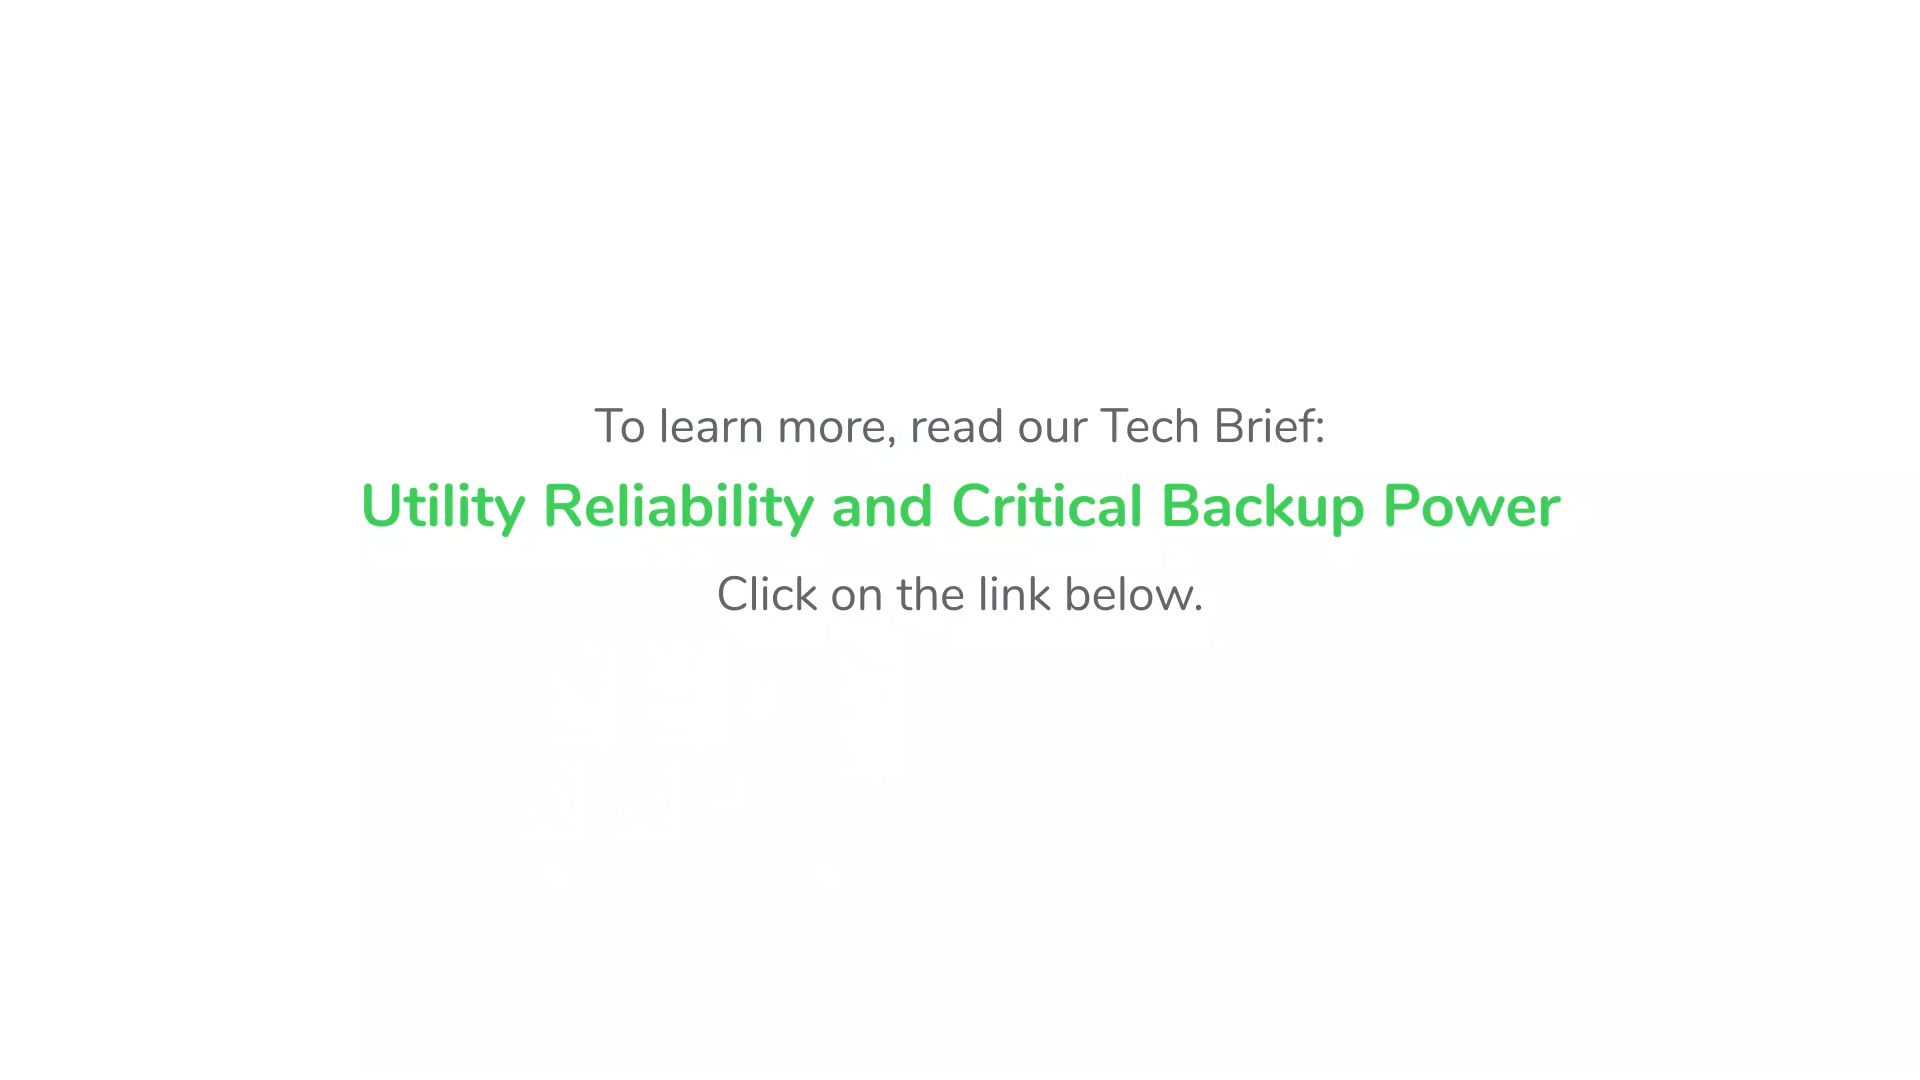 To learn more, read our Tech Brief:
Utility Reliability and Critical Backup Power
Click on the link below.